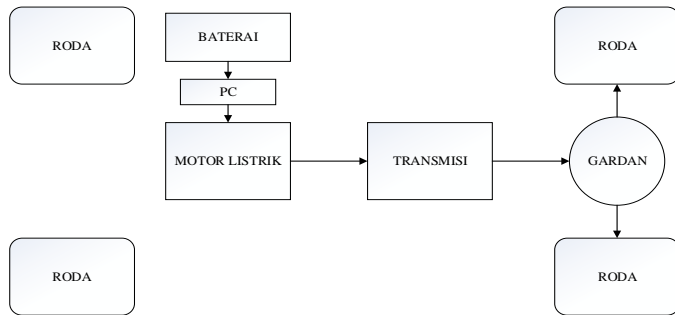 RODA
BATERAI
RODA
PC
MOTOR LISTRIK
TRANSMISI
GARDAN
RODA
RODA